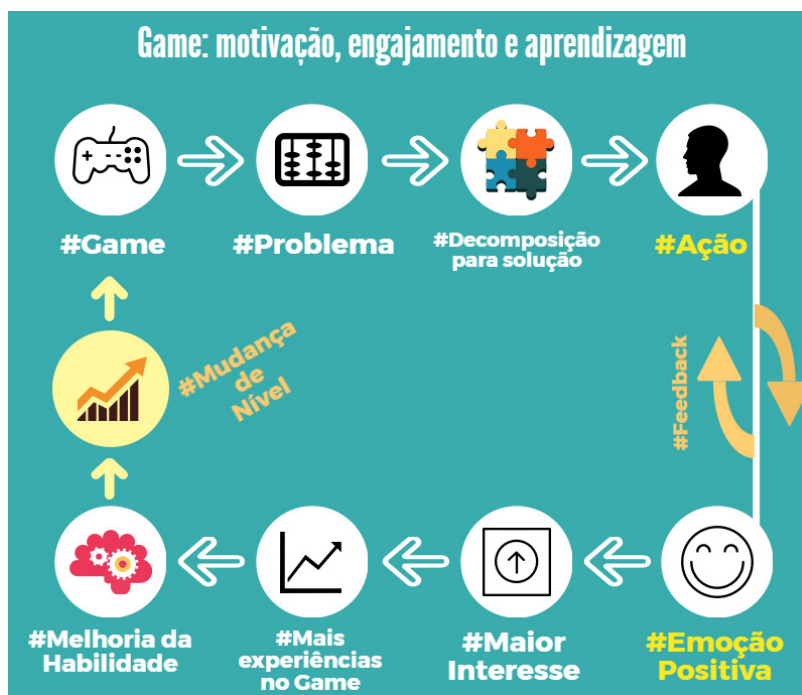 Game: motivação, engajamento e aprendizagem
#Game
#Problema
#Decomposição
para solução
#Ação
#Mudança
de
Nível
#Feedback
#Melhoria da
Habilidade
#Mais
experiências
no Game
#Maior
Interesse
#Emoção
Positiva